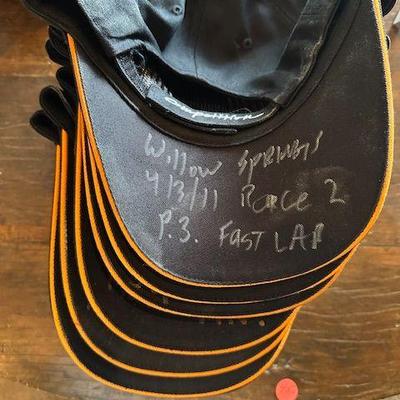 Willow Springs
4/3/11 Race 2
P.3. Fast LAP